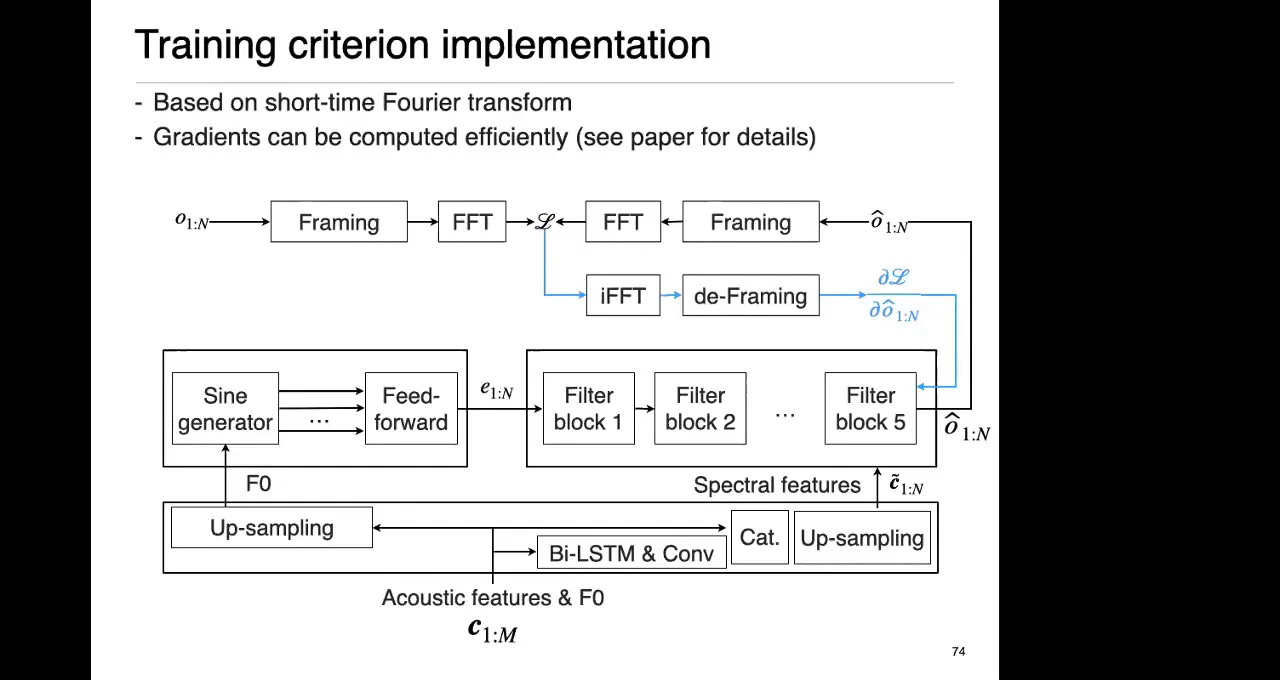 Training criterion implementation
- Based on short-time Fourier transform
- Gradients can be computed efficiently (see paper for details)
o1:N Framing FFT ℒ FFT Framing ô1:N
iFFT de-Framing ∂ℒ/∂ô1:N
Sine generator ... Feed-forward e1:N Filter block 1 Filter block 2 ... Filter block 5 ô1:N
F0 Spectral features c̃1:N
Up-sampling Bi-LSTM & Conv Cat. Up-sampling
Acoustic features & F0
c1:M
74